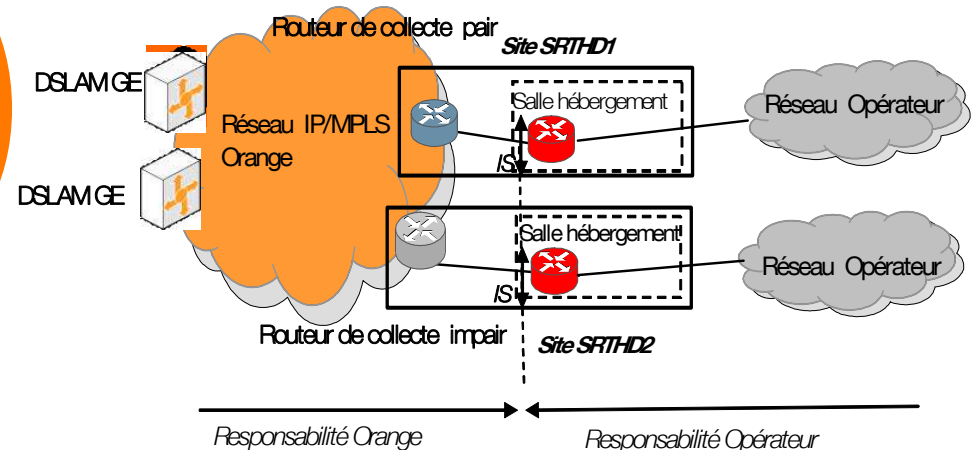 Routeur de collecte pair
Site SRTHD1
DSLAM GE
Salle hébergement
Réseau Opérateur
Réseau IP/MPLS
Orange
IS
DSLAM GE
Salle hébergement
Réseau Opérateur
IS
Routeur de collecte impair
Site SRTHD2
Responsabilité Orange
Responsabilité Opérateur